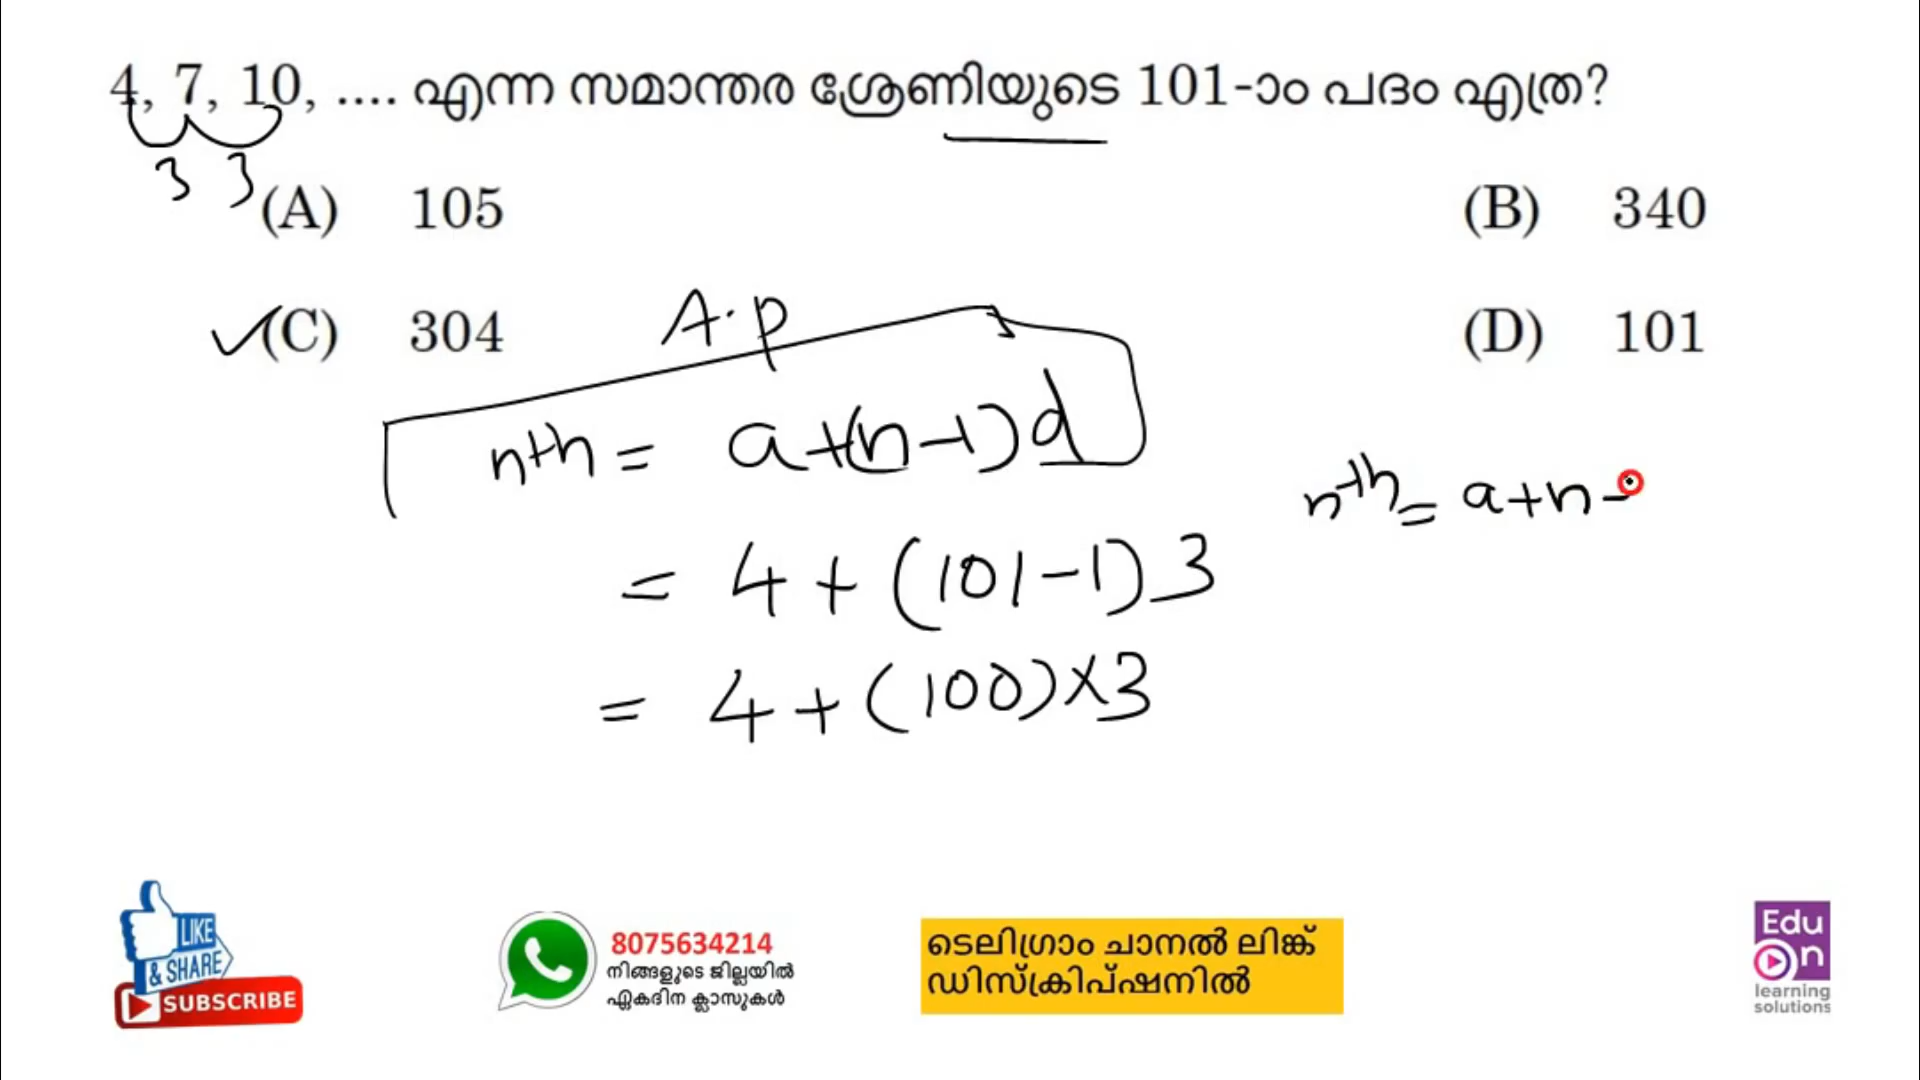 4, 7, 10, .... എന്ന സമാന്തര ശ്രേണിയുടെ 101-ാം പദം എത്ര?
3 3
(A) 105
(B) 340
(C) 304
(D) 101
A.p
nth = a+(n-1)d
nth = a+n-
= 4+(101-1)3
= 4+(100)×3
LIKE
& SHARE
SUBSCRIBE
8075634214
നിങ്ങളുടെ ജില്ലയിൽ
ഏകദിന ക്ലാസുകൾ
ടെലിഗ്രാം ചാനൽ ലിങ്ക്
ഡിസ്ക്രിപ്ഷനിൽ
Edu
On
learning
solutions